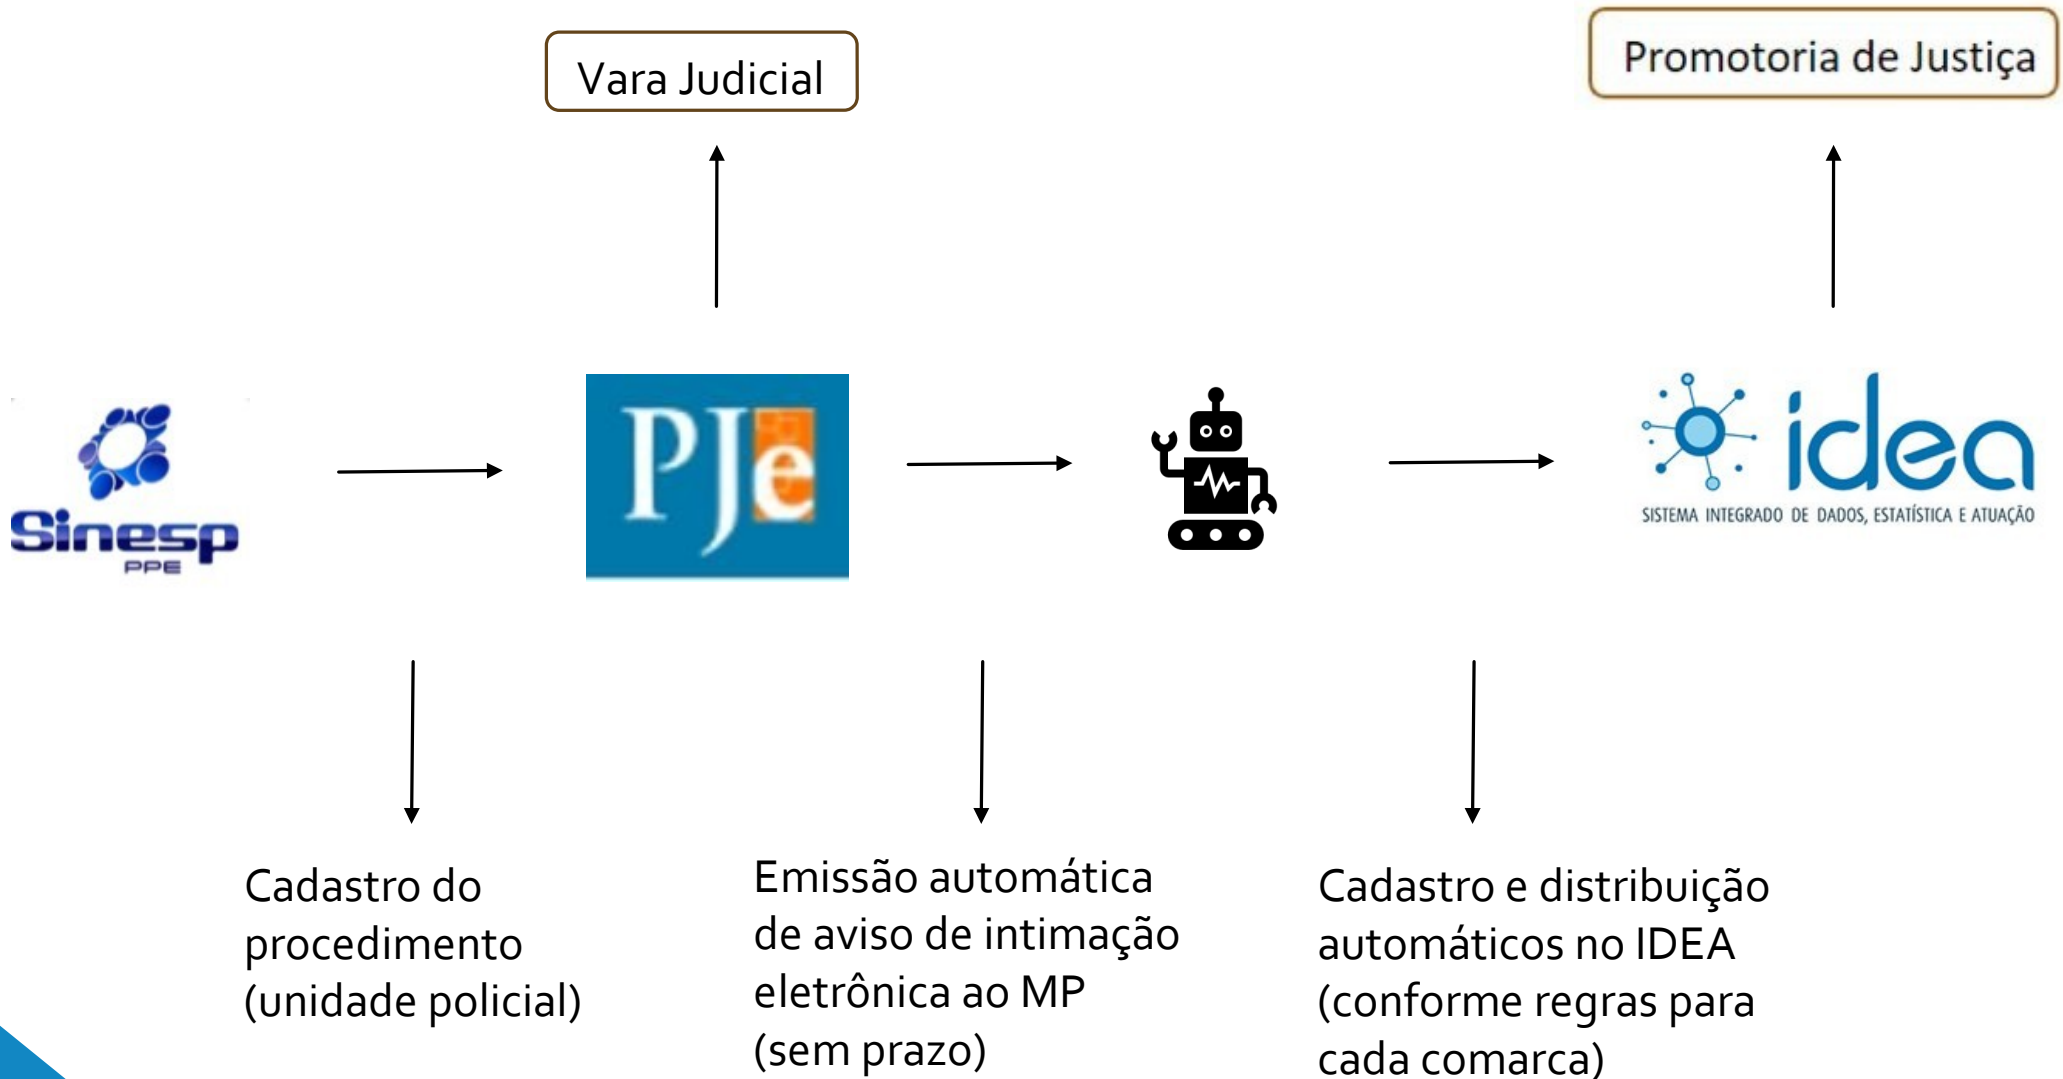 Vara Judicial
Promotoria de Justiça
Sinesp
PPE
PJe
idea
SISTEMA INTEGRADO DE DADOS, ESTATÍSTICA E ATUAÇÃO
Cadastro do
procedimento
(unidade policial)
Emissão automática
de aviso de intimação
eletrônica ao MP
(sem prazo)
Cadastro e distribuição
automáticos no IDEA
(conforme regras para
cada comarca)